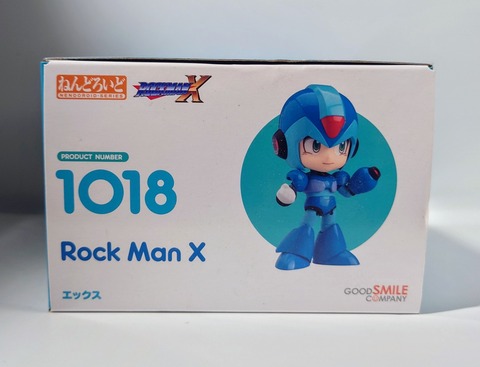 ねんどろいど
NENDOROID SERIES
ROCKMAN X
PRODUCT NUMBER
1018
Rock Man X
エックス
GOOD SMILE
COMPANY